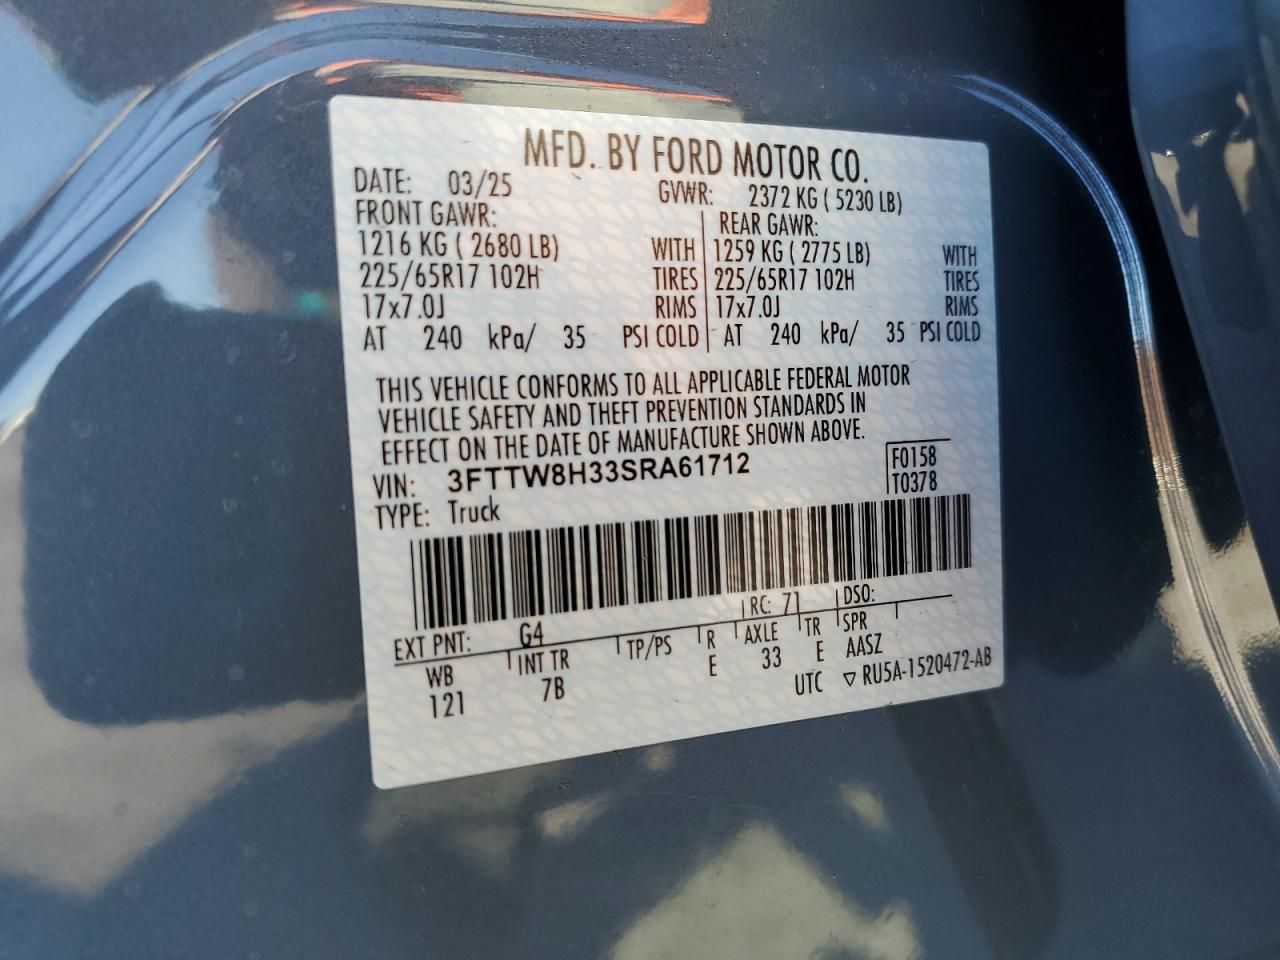 MFD. BY FORD MOTOR CO.
DATE: 03/25 GVWR: 2372 KG ( 5230 LB)
FRONT GAWR: REAR GAWR:
1216 KG ( 2680 LB) WITH 1259 KG ( 2775 LB) WITH
225/65R17 102H TIRES 225/65R17 102H TIRES
17x7.0J RIMS 17x7.0J RIMS
AT 240 kPa/ 35 PSI COLD AT 240 kPa/ 35 PSI COLD
THIS VEHICLE CONFORMS TO ALL APPLICABLE FEDERAL MOTOR
VEHICLE SAFETY AND THEFT PREVENTION STANDARDS IN
EFFECT ON THE DATE OF MANUFACTURE SHOWN ABOVE.
VIN: 3FTTW8H33SRA61712 F0158
TYPE: Truck T0378
EXT PNT: G4 RC: 71 DSO:
WB INT TR TP/PS R AXLE TR SPR
121 7B E 33 E AASZ
UTC ▽ RU5A-1520472-AB